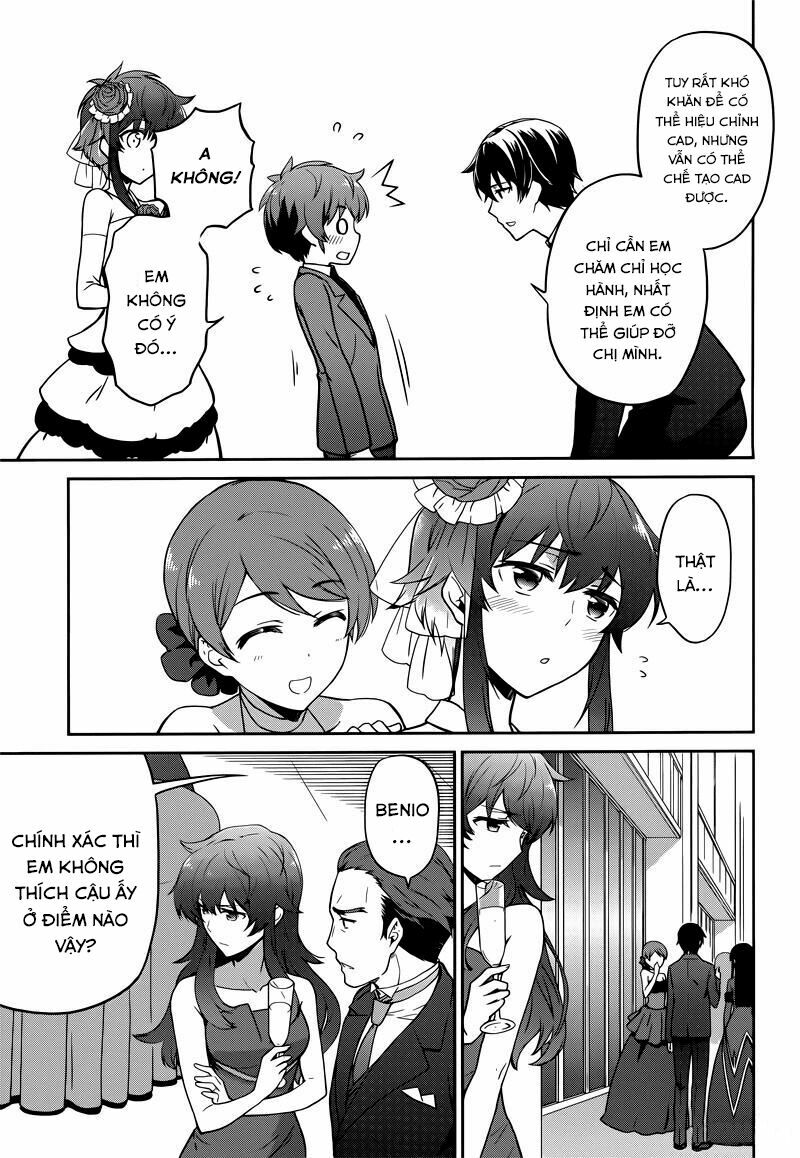 TUY RẤT KHÓ
KHĂN ĐỂ CÓ
THỂ HIỆU CHỈNH
CAD, NHƯNG
VẪN CÓ THỂ
CHẾ TẠO CAD
ĐƯỢC.
CHỈ CẦN EM
CHĂM CHỈ HỌC
HÀNH, NHẤT
ĐỊNH EM CÓ
THỂ GIÚP ĐỠ
CHỊ MÌNH.
A
KHÔNG!
EM
KHÔNG
CÓ Ý
ĐÓ...
THẬT
LÀ...
BENIO
...
CHÍNH XÁC THÌ
EM KHÔNG
THÍCH CẬU ẤY
Ở ĐIỂM NÀO
VẬY?